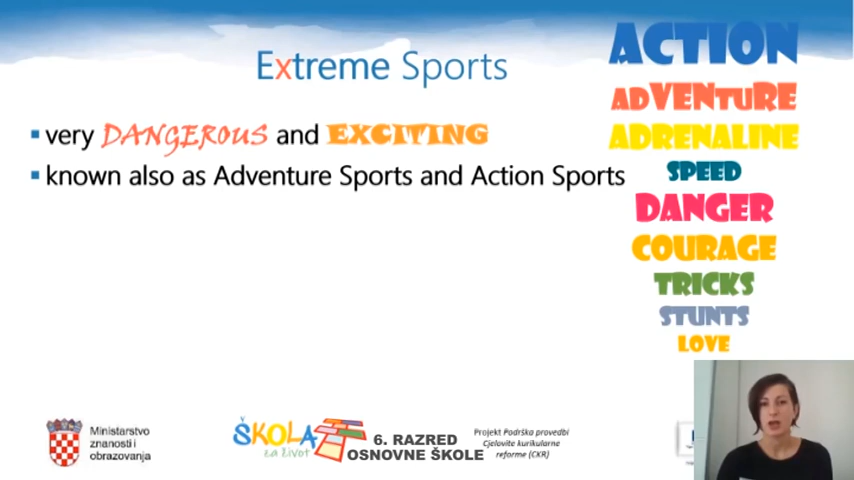 Extreme Sports
very DANGEROUS and EXCITING
known also as Adventure Sports and Action Sports
ACTION
ADVENTURE
ADRENALINE
SPEED
DANGER
COURAGE
TRICKS
STUNTS
LOVE
Ministarstvo
znanosti i
obrazovanja
ŠKOLA
za život
6. RAZRED
OSNOVNE ŠKOLE
Projekt Podrška provedbi
Cjelovite kurikularne
reforme (CKR)